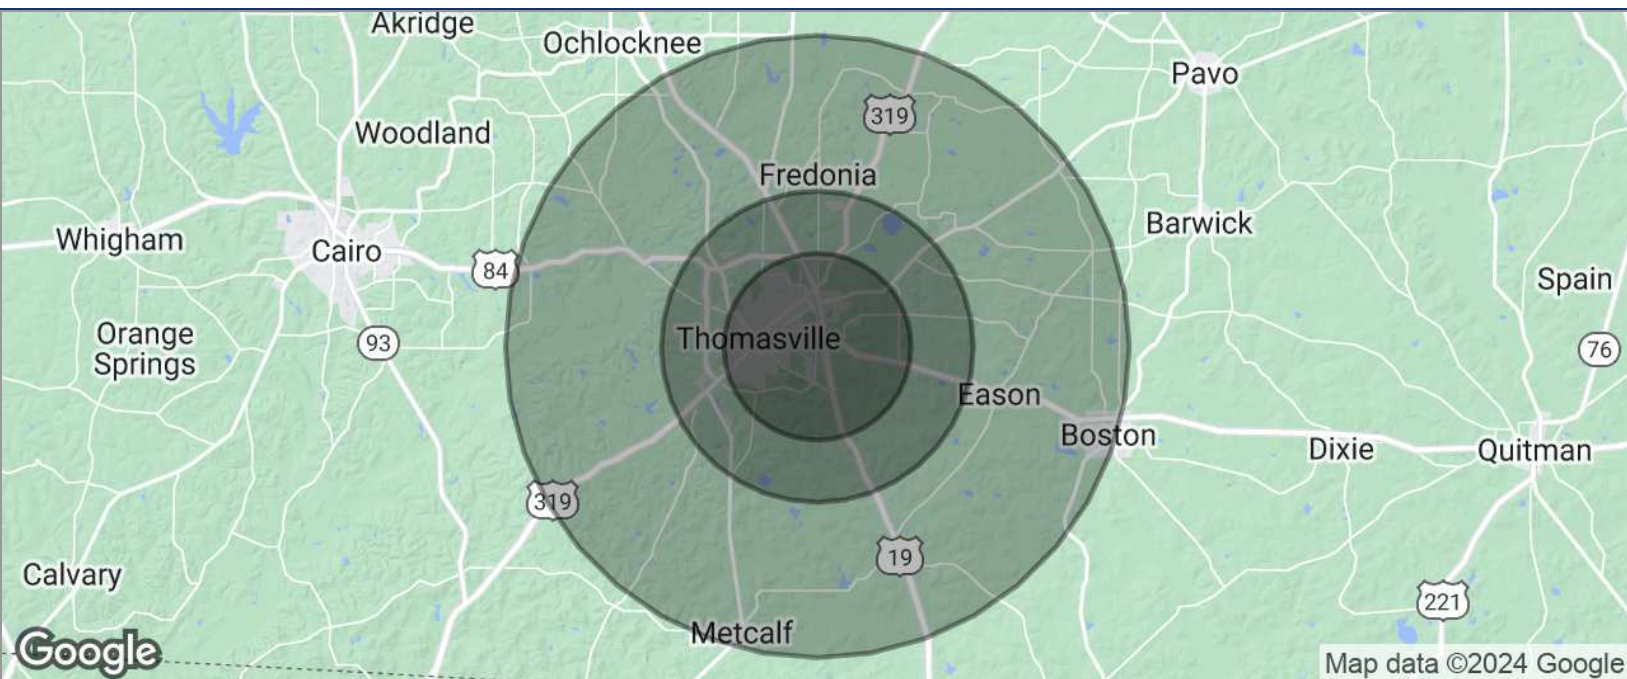 Akridge
Ochlocknee
Pavo
319
Woodland
Fredonia
Barwick
Whigham
Cairo
84
Spain
Orange
Springs
93
Thomasville
76
Eason
Boston
Dixie
Quitman
319
19
Calvary
221
Metcalf
Google
Map data ©2024 Google